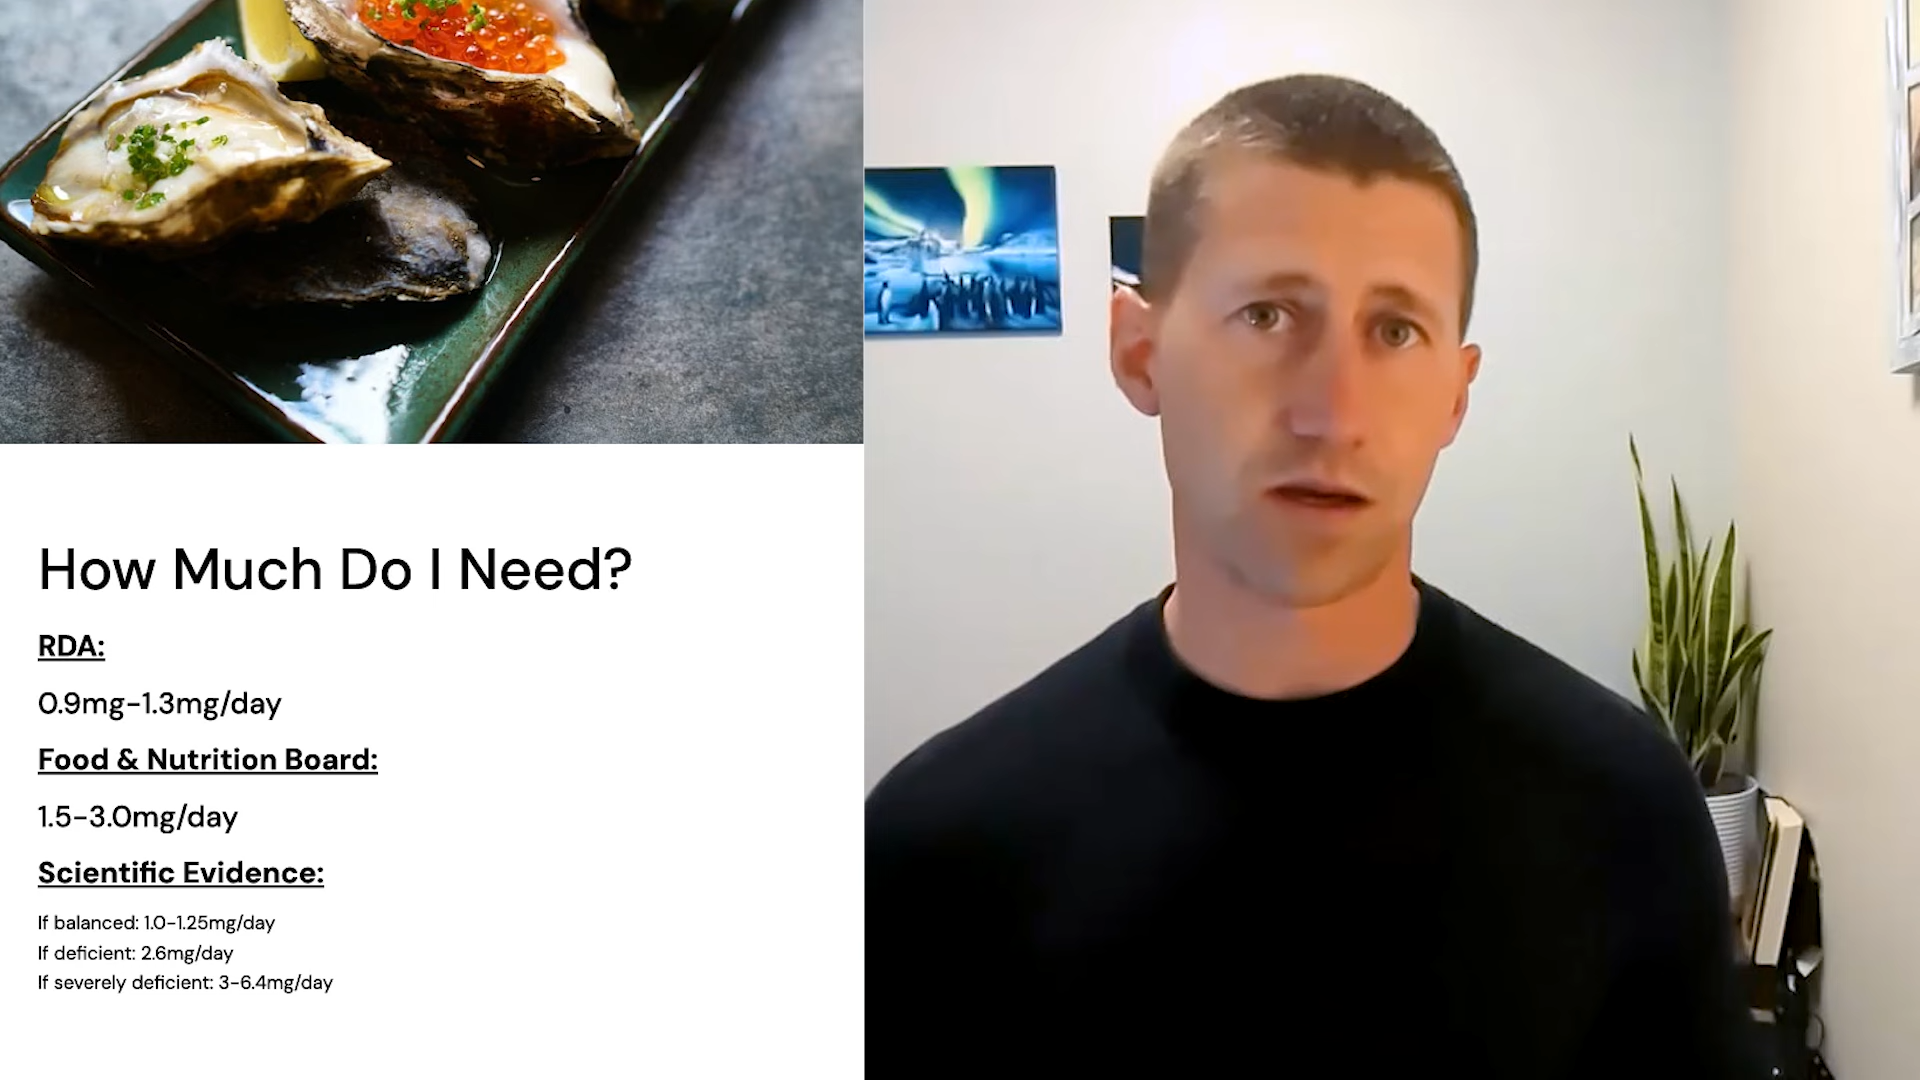 How Much Do I Need?
RDA:
0.9mg-1.3mg/day
Food & Nutrition Board:
1.5-3.0mg/day
Scientific Evidence:
If balanced: 1.0-1.25mg/day
If deficient: 2.6mg/day
If severely deficient: 3-6.4mg/day